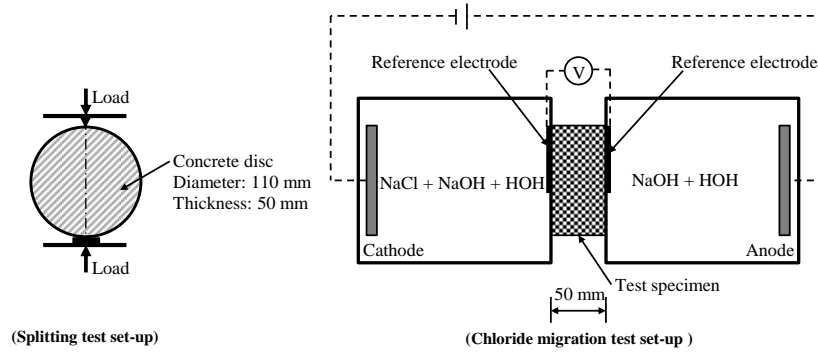 Load
Concrete disc
Diameter: 110 mm
Thickness: 50 mm
Load
(Splitting test set-up)
Reference electrode
V
Reference electrode
NaCl + NaOH + HOH
NaOH + HOH
Cathode
Anode
Test specimen
50 mm
(Chloride migration test set-up )